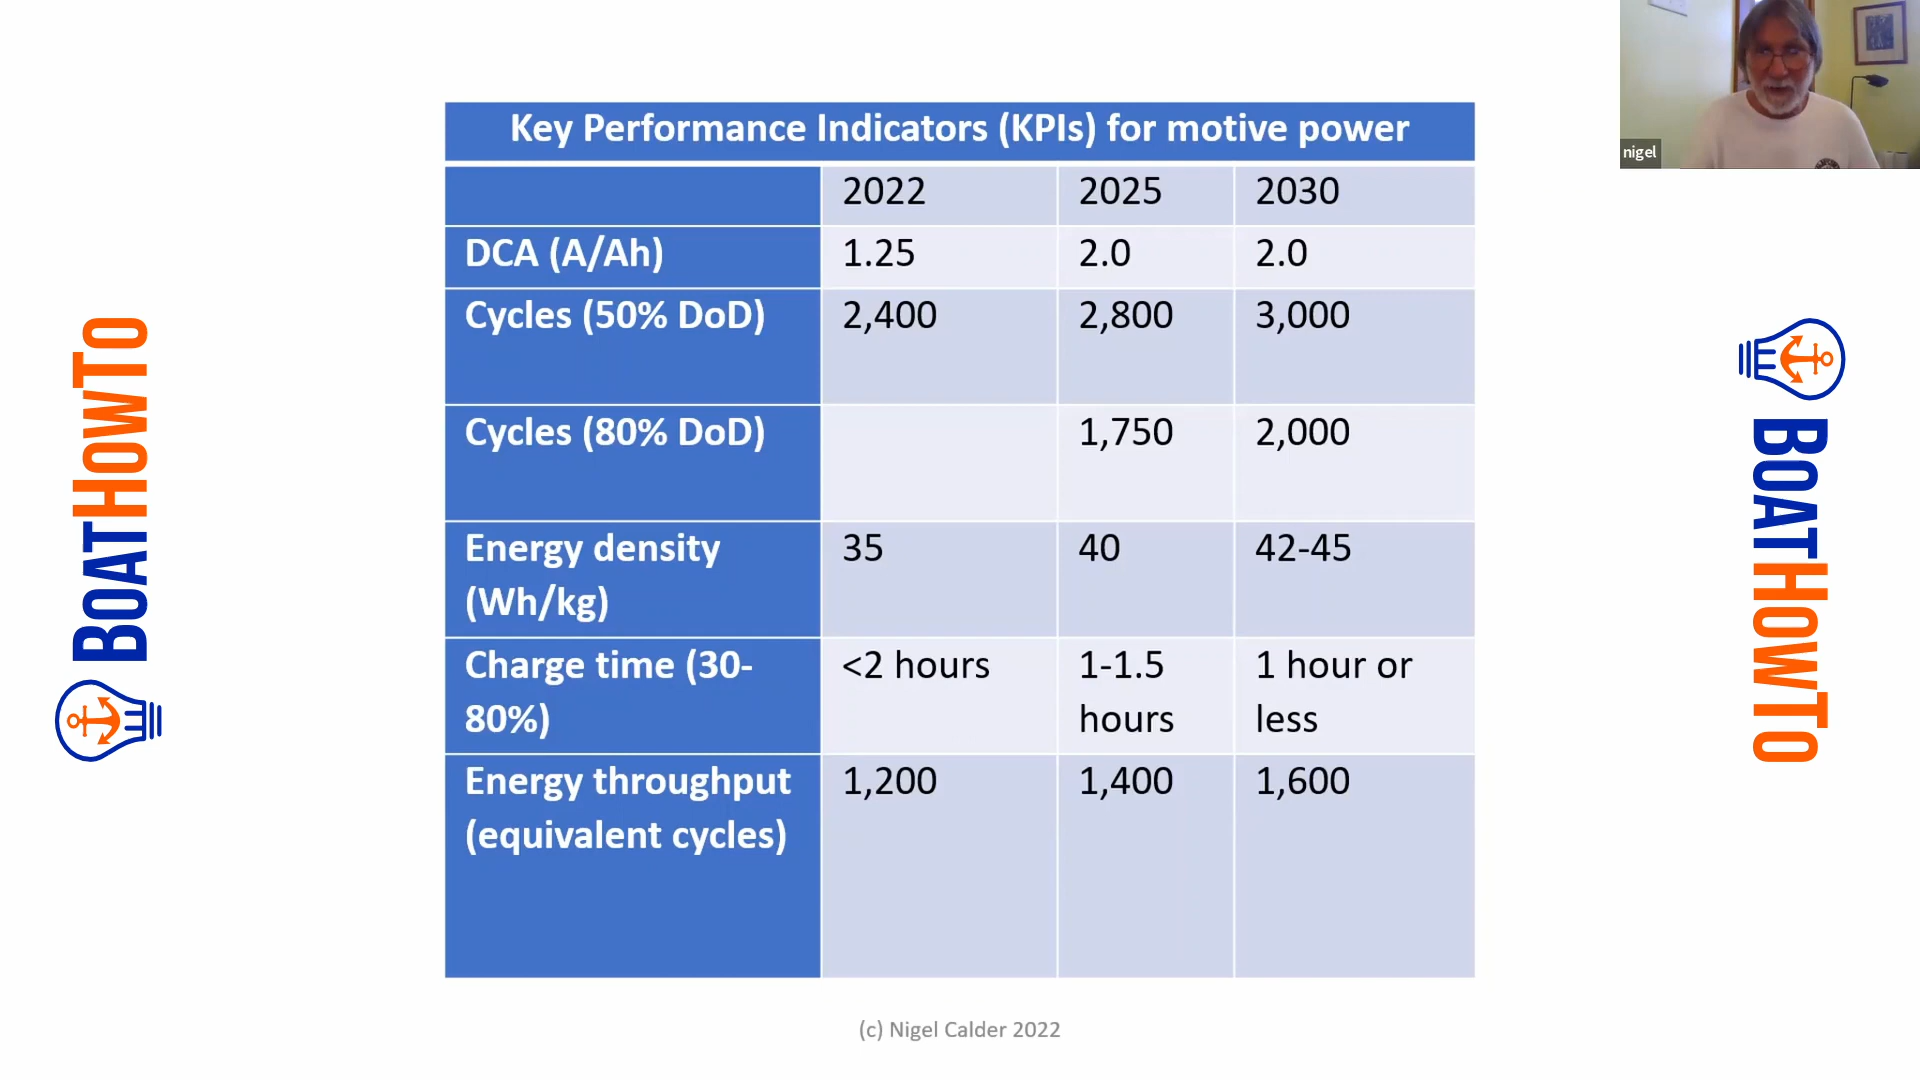 Key Performance Indicators (KPIs) for motive power
2022 2025 2030
DCA (A/Ah) 1.25 2.0 2.0
Cycles (50% DoD) 2,400 2,800 3,000
Cycles (80% DoD) 1,750 2,000
Energy density 35 40 42-45
(Wh/kg)
Charge time (30- <2 hours 1-1.5 1 hour or
80%) hours less
Energy throughput 1,200 1,400 1,600
(equivalent cycles)
(c) Nigel Calder 2022
BOATHOWTO
BOATHOWTO
nigel